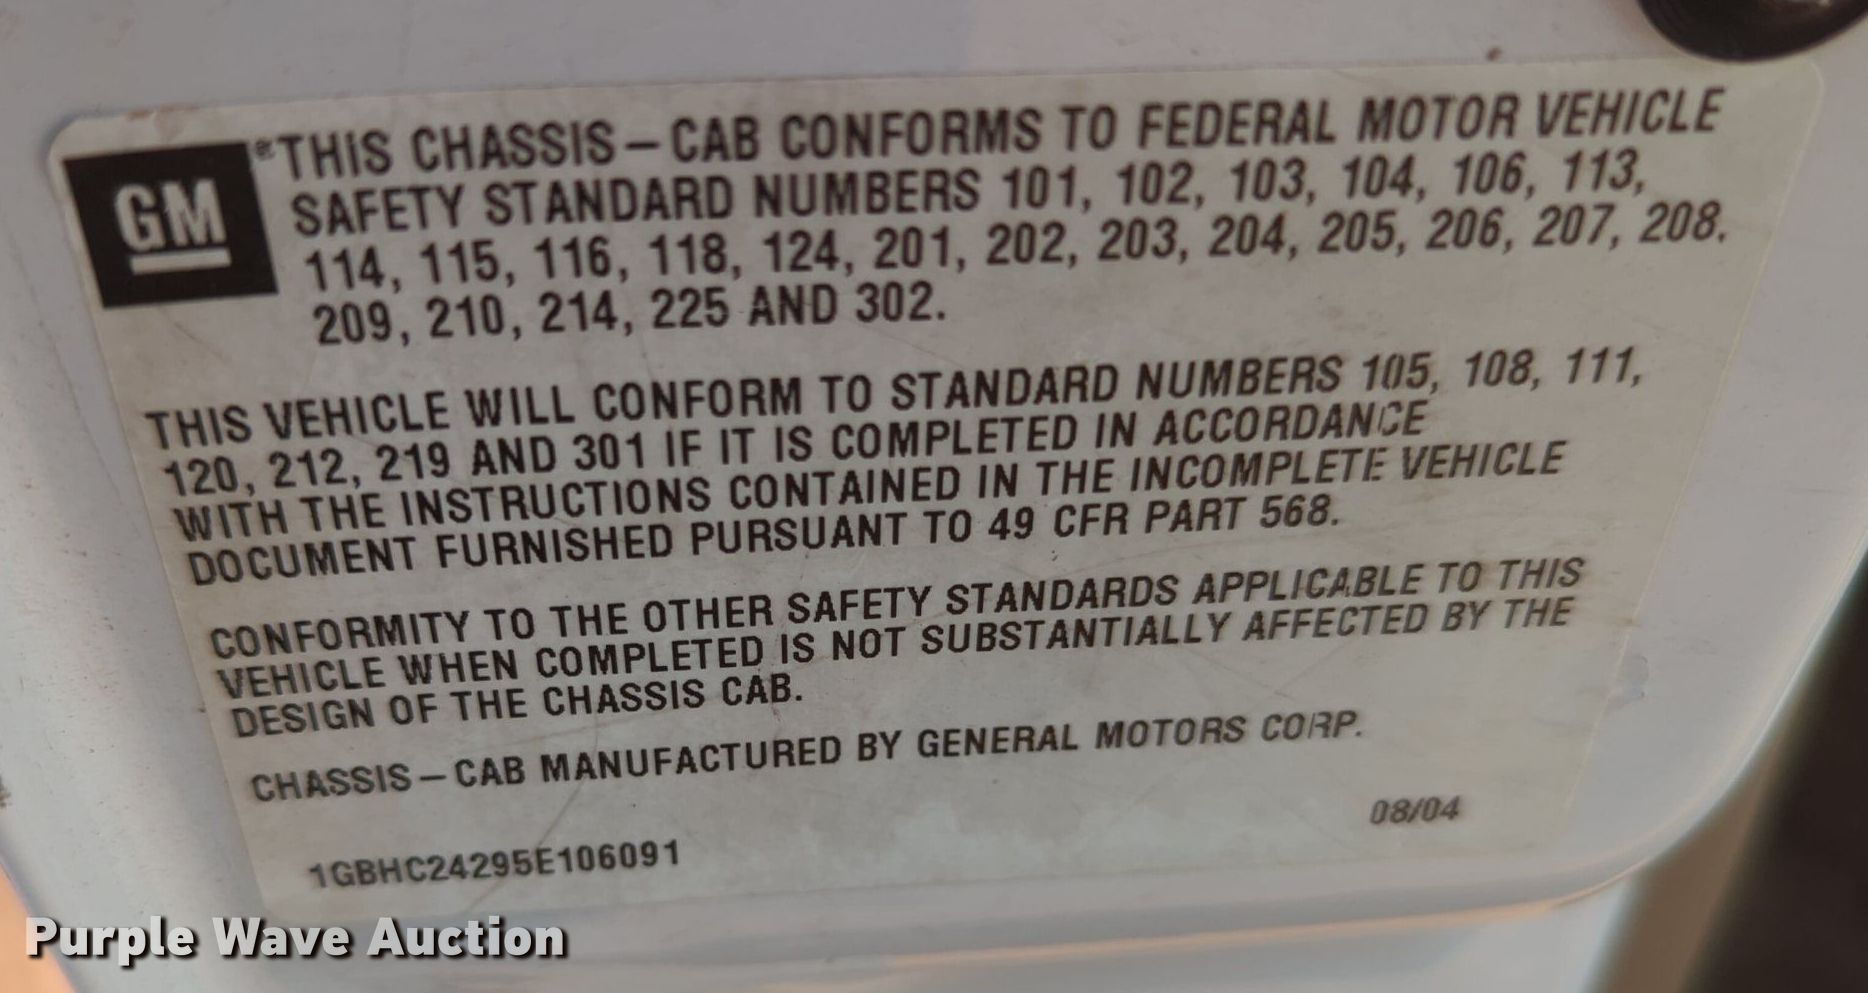 GM
®THIS CHASSIS–CAB CONFORMS TO FEDERAL MOTOR VEHICLE
SAFETY STANDARD NUMBERS 101, 102, 103, 104, 106, 113,
114, 115, 116, 118, 124, 201, 202, 203, 204, 205, 206, 207, 208.
209, 210, 214, 225 AND 302.
THIS VEHICLE WILL CONFORM TO STANDARD NUMBERS 105, 108, 111,
120, 212, 219 AND 301 IF IT IS COMPLETED IN ACCORDANCE
WITH THE INSTRUCTIONS CONTAINED IN THE INCOMPLETE VEHICLE
DOCUMENT FURNISHED PURSUANT TO 49 CFR PART 568.
CONFORMITY TO THE OTHER SAFETY STANDARDS APPLICABLE TO THIS
VEHICLE WHEN COMPLETED IS NOT SUBSTANTIALLY AFFECTED BY THE
DESIGN OF THE CHASSIS CAB.
CHASSIS–CAB MANUFACTURED BY GENERAL MOTORS CORP.
08/04
1GBHC24295E106091
Purple Wave Auction